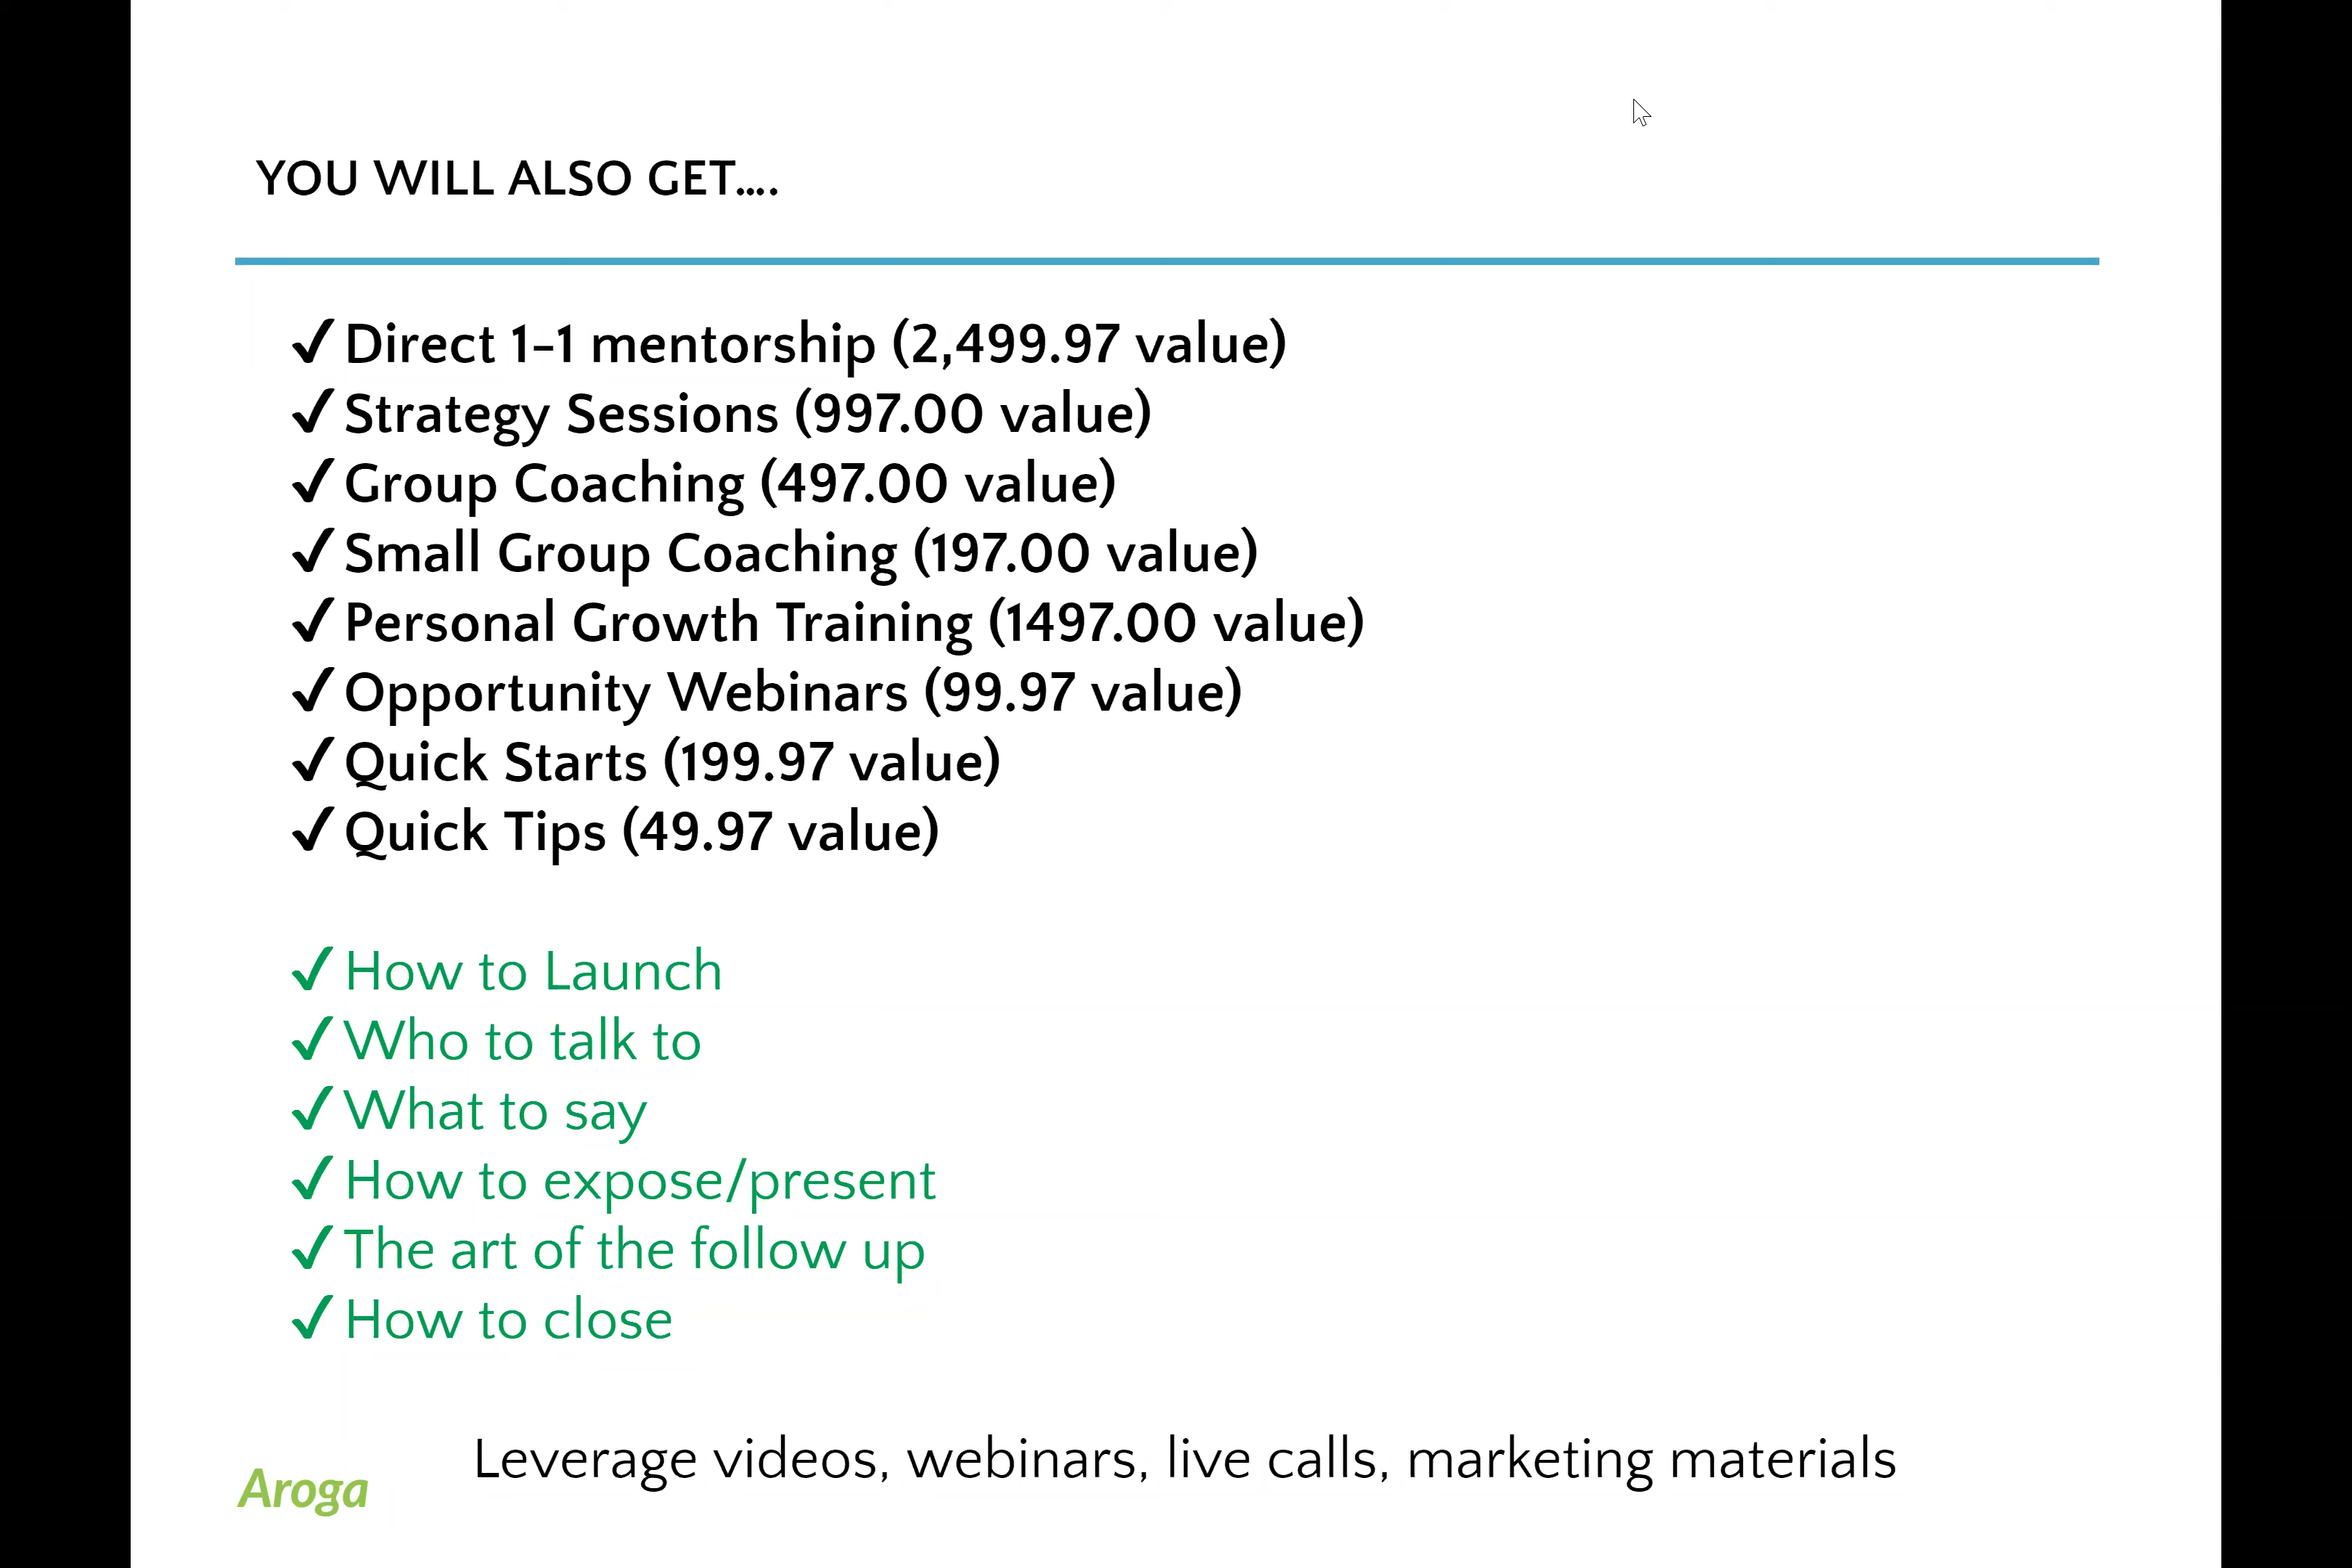 YOU WILL ALSO GET....
✓ Direct 1-1 mentorship (2,499.97 value)
✓ Strategy Sessions (997.00 value)
✓ Group Coaching (497.00 value)
✓ Small Group Coaching (197.00 value)
✓ Personal Growth Training (1497.00 value)
✓ Opportunity Webinars (99.97 value)
✓ Quick Starts (199.97 value)
✓ Quick Tips (49.97 value)
✓ How to Launch
✓ Who to talk to
✓ What to say
✓ How to expose/present
✓ The art of the follow up
✓ How to close
Leverage videos, webinars, live calls, marketing materials
Aroga